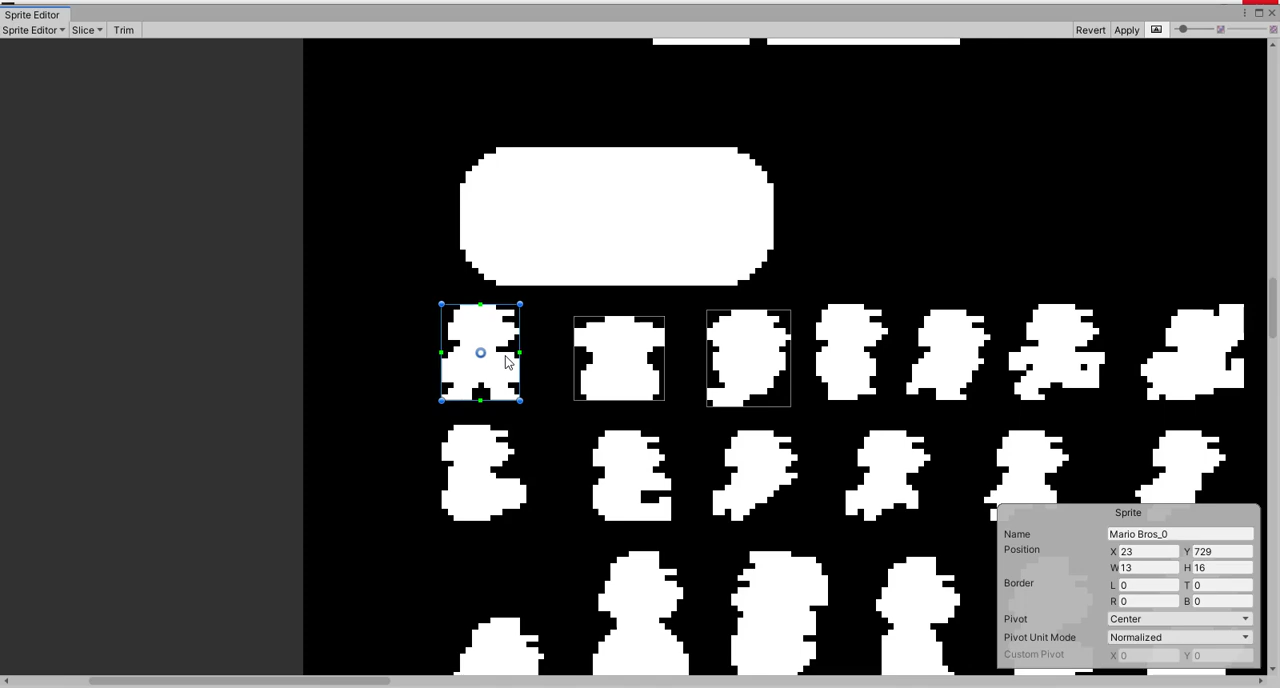 Sprite Editor
Sprite Editor Slice Trim Revert Apply
Sprite
Name Mario Bros_0
Position X 23 Y 729
W 13 H 16
Border L 0 T 0
R 0 B 0
Pivot Center
Pivot Unit Mode Normalized
Custom Pivot X 0 Y 0